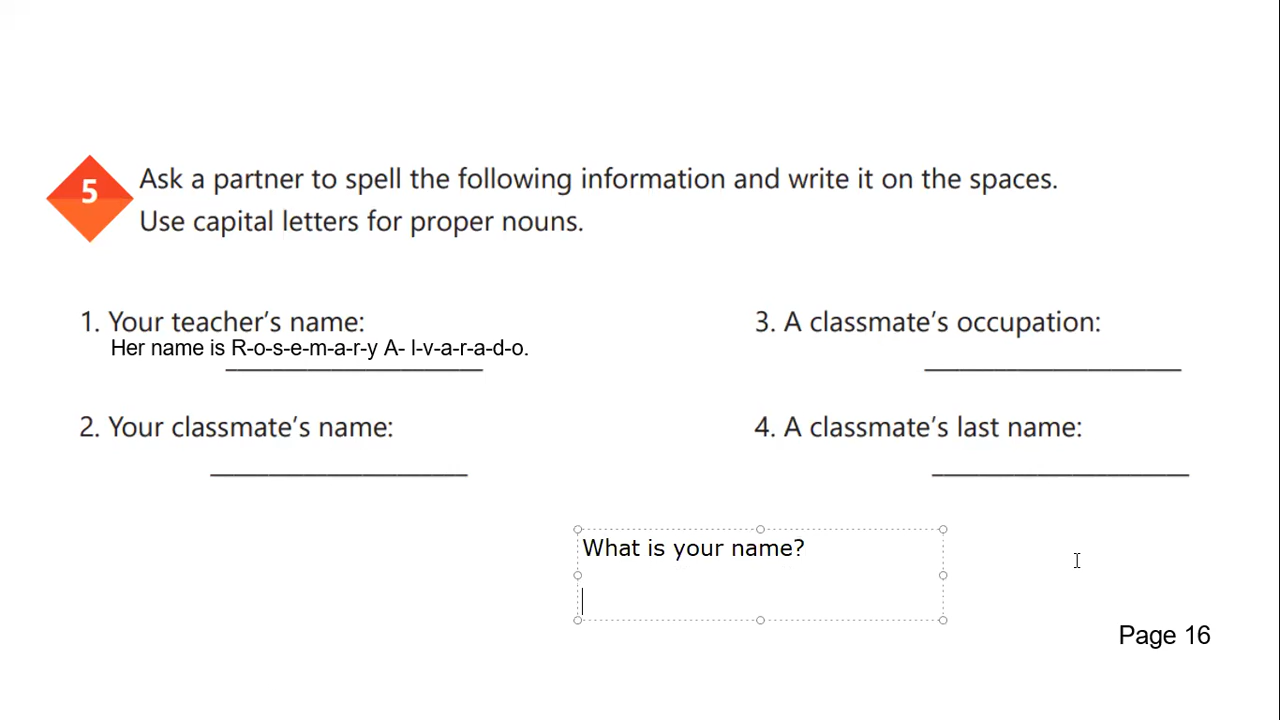 5
Ask a partner to spell the following information and write it on the spaces.
Use capital letters for proper nouns.
1. Your teacher's name:
Her name is R-o-s-e-m-a-r-y A- l-v-a-r-a-d-o.
2. Your classmate's name:
3. A classmate's occupation:
4. A classmate's last name:
What is your name?
Page 16